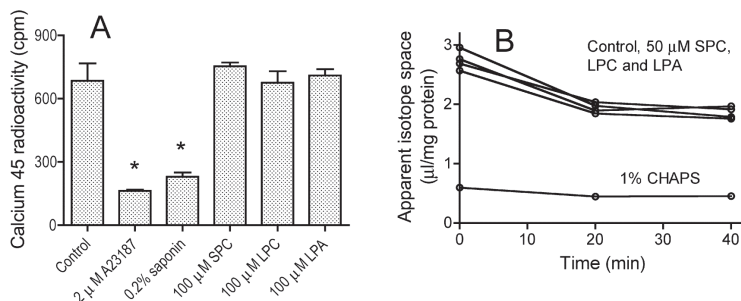 A
Calcium 45 radioactivity (cpm)
900
600
300
0
*
*
Control
2 µM A23187
0.2% saponin
100 µM SPC
100 µM LPC
100 µM LPA
B
Apparent isotope space
(µl/mg protein)
3
2
1
0
Control, 50 µM SPC,
LPC and LPA
1% CHAPS
0
10
20
30
40
Time (min)